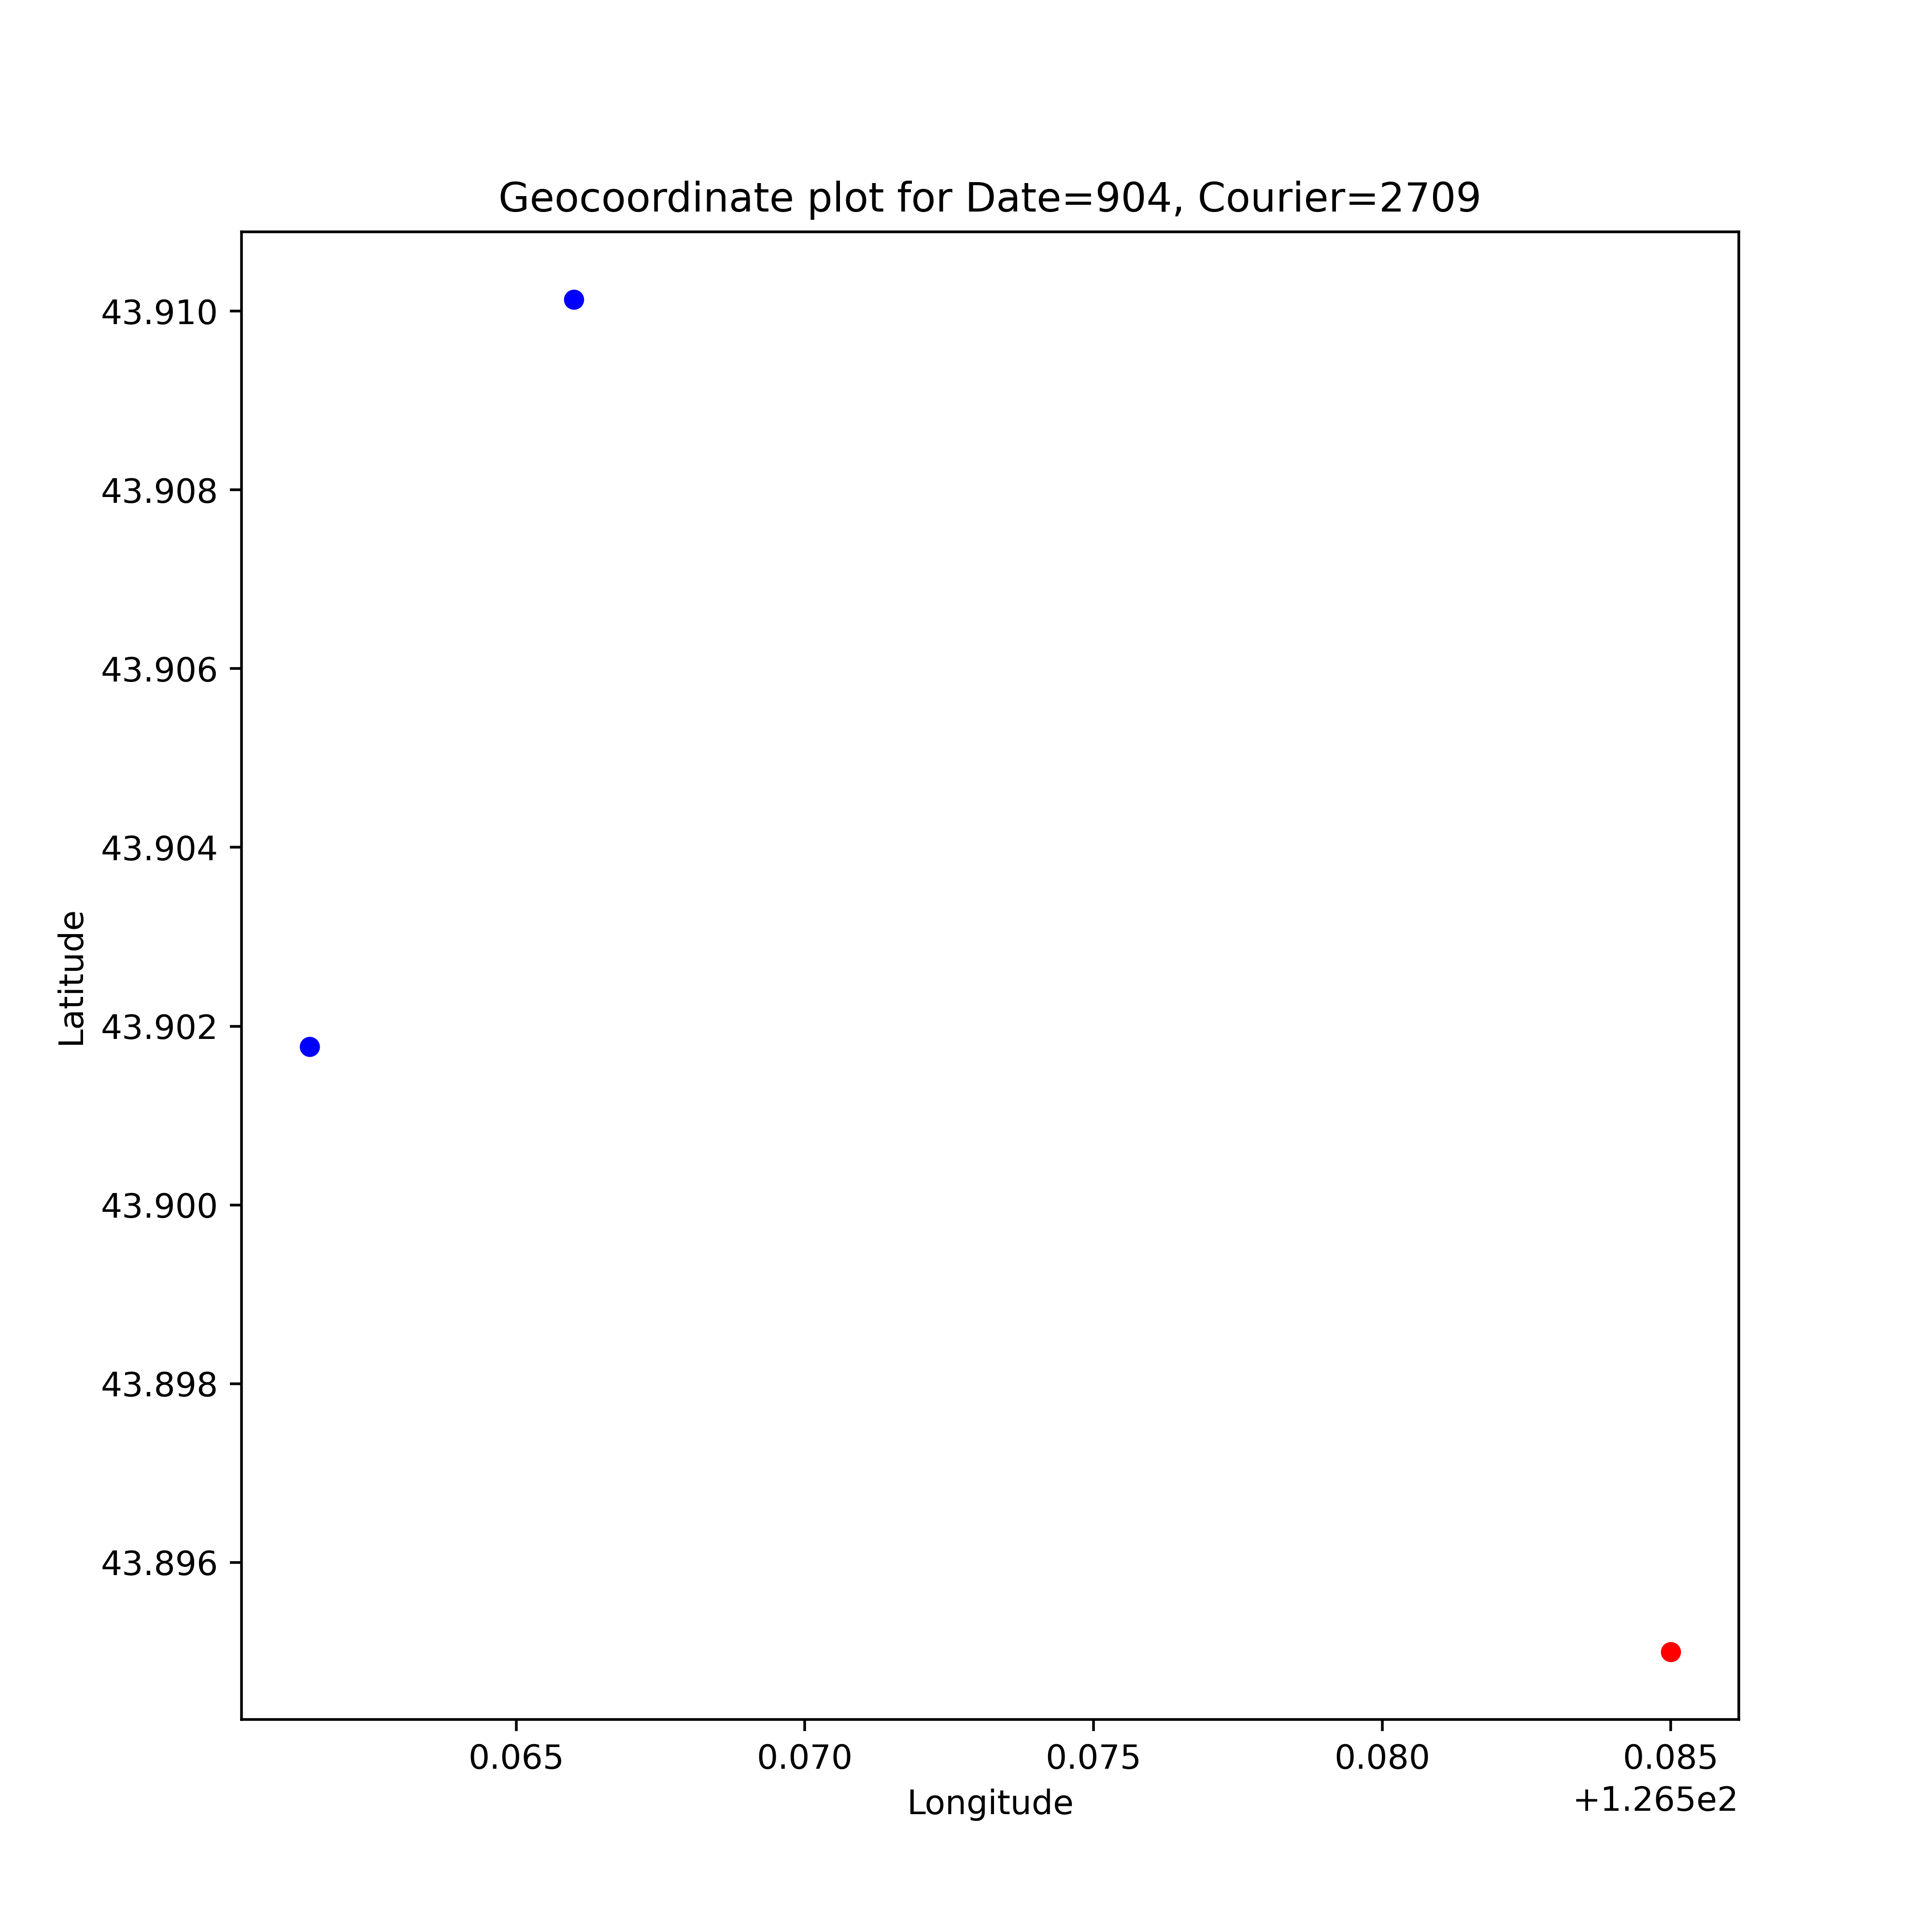 Geocoordinate plot for Date=904, Courier=2709
43.910
43.908
43.906
43.904
43.902
43.900
43.898
43.896
Latitude
0.065 0.070 0.075 0.080 0.085
+1.265e2
Longitude